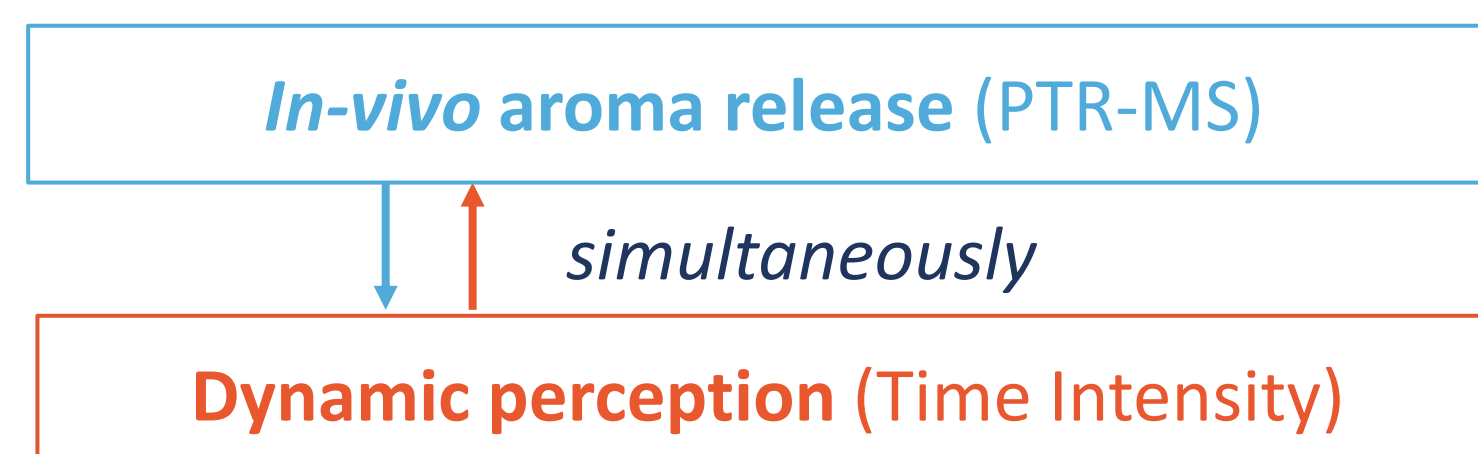 In-vivo aroma release (PTR-MS)
simultaneously
Dynamic perception (Time Intensity)